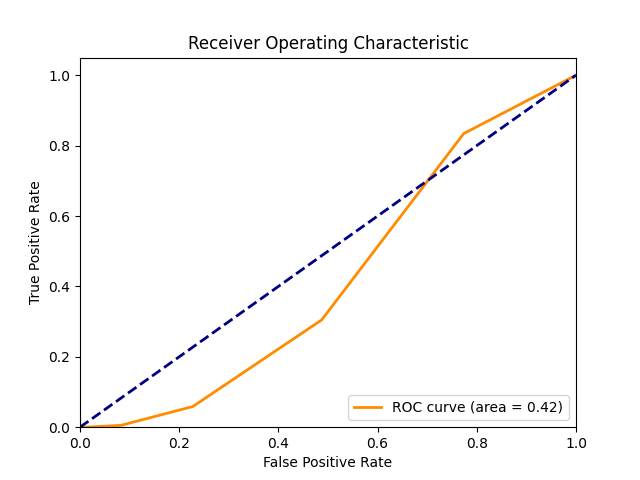 Receiver Operating Characteristic
1.0
0.8
0.6
0.4
0.2
0.0
True Positive Rate
ROC curve (area = 0.42)
0.0 0.2 0.4 0.6 0.8 1.0
False Positive Rate